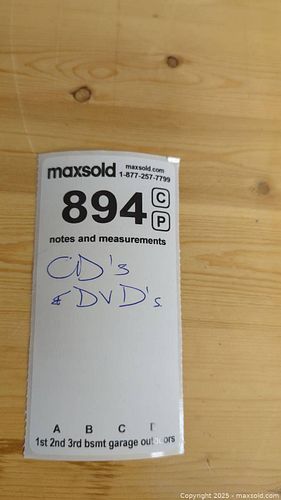 maxsold maxsold.com
1-877-257-7799
894 C
P
notes and measurements
CD's
& DVD's
A B C
1st 2nd 3rd bsmt garage outdoors
Copyright © 2025 - maxsold.com